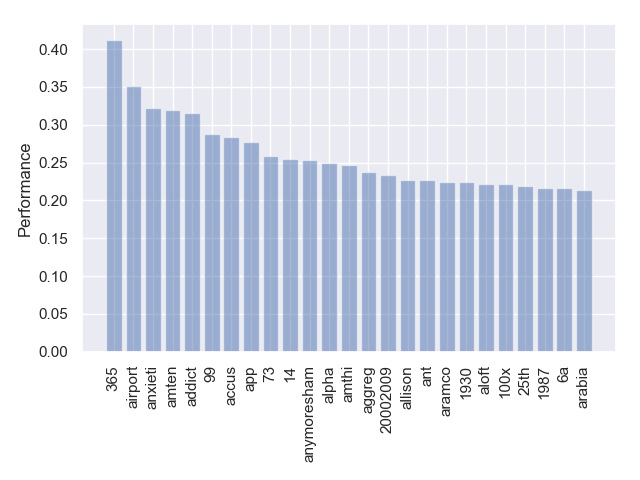 0.40
0.35
0.30
0.25
0.20
0.15
0.10
0.05
0.00
Performance
365
airport
anxieti
amten
addict
99
accus
app
73
14
anymoresham
alpha
amthi
aggreg
20002009
allison
ant
aramco
1930
aloft
100x
25th
1987
6a
arabia